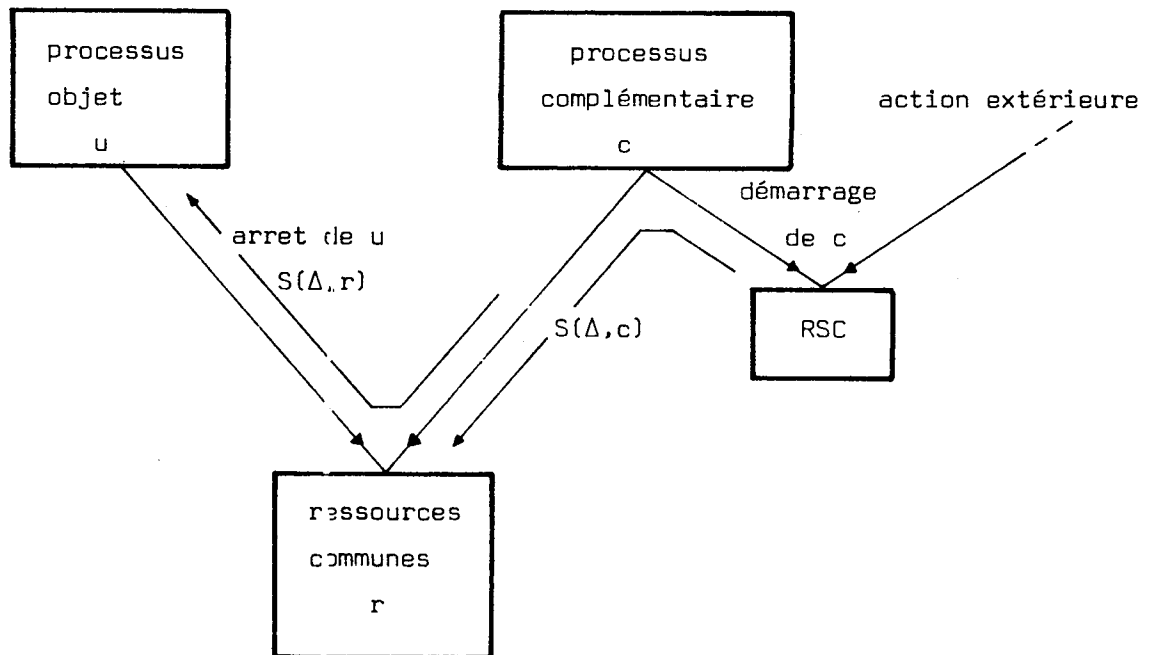 processus
objet
u
processus
complémentaire
c
action extérieure
démarrage
de c
arret de u
S(Δ,r)
S(Δ,c)
RSC
ressources
communes
r